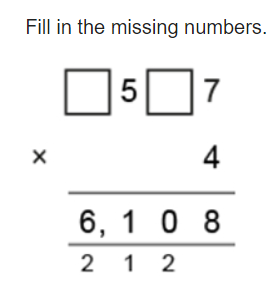 Fill in the missing numbers.
□ 5 □ 7
× 4
6, 1 0 8
2 1 2